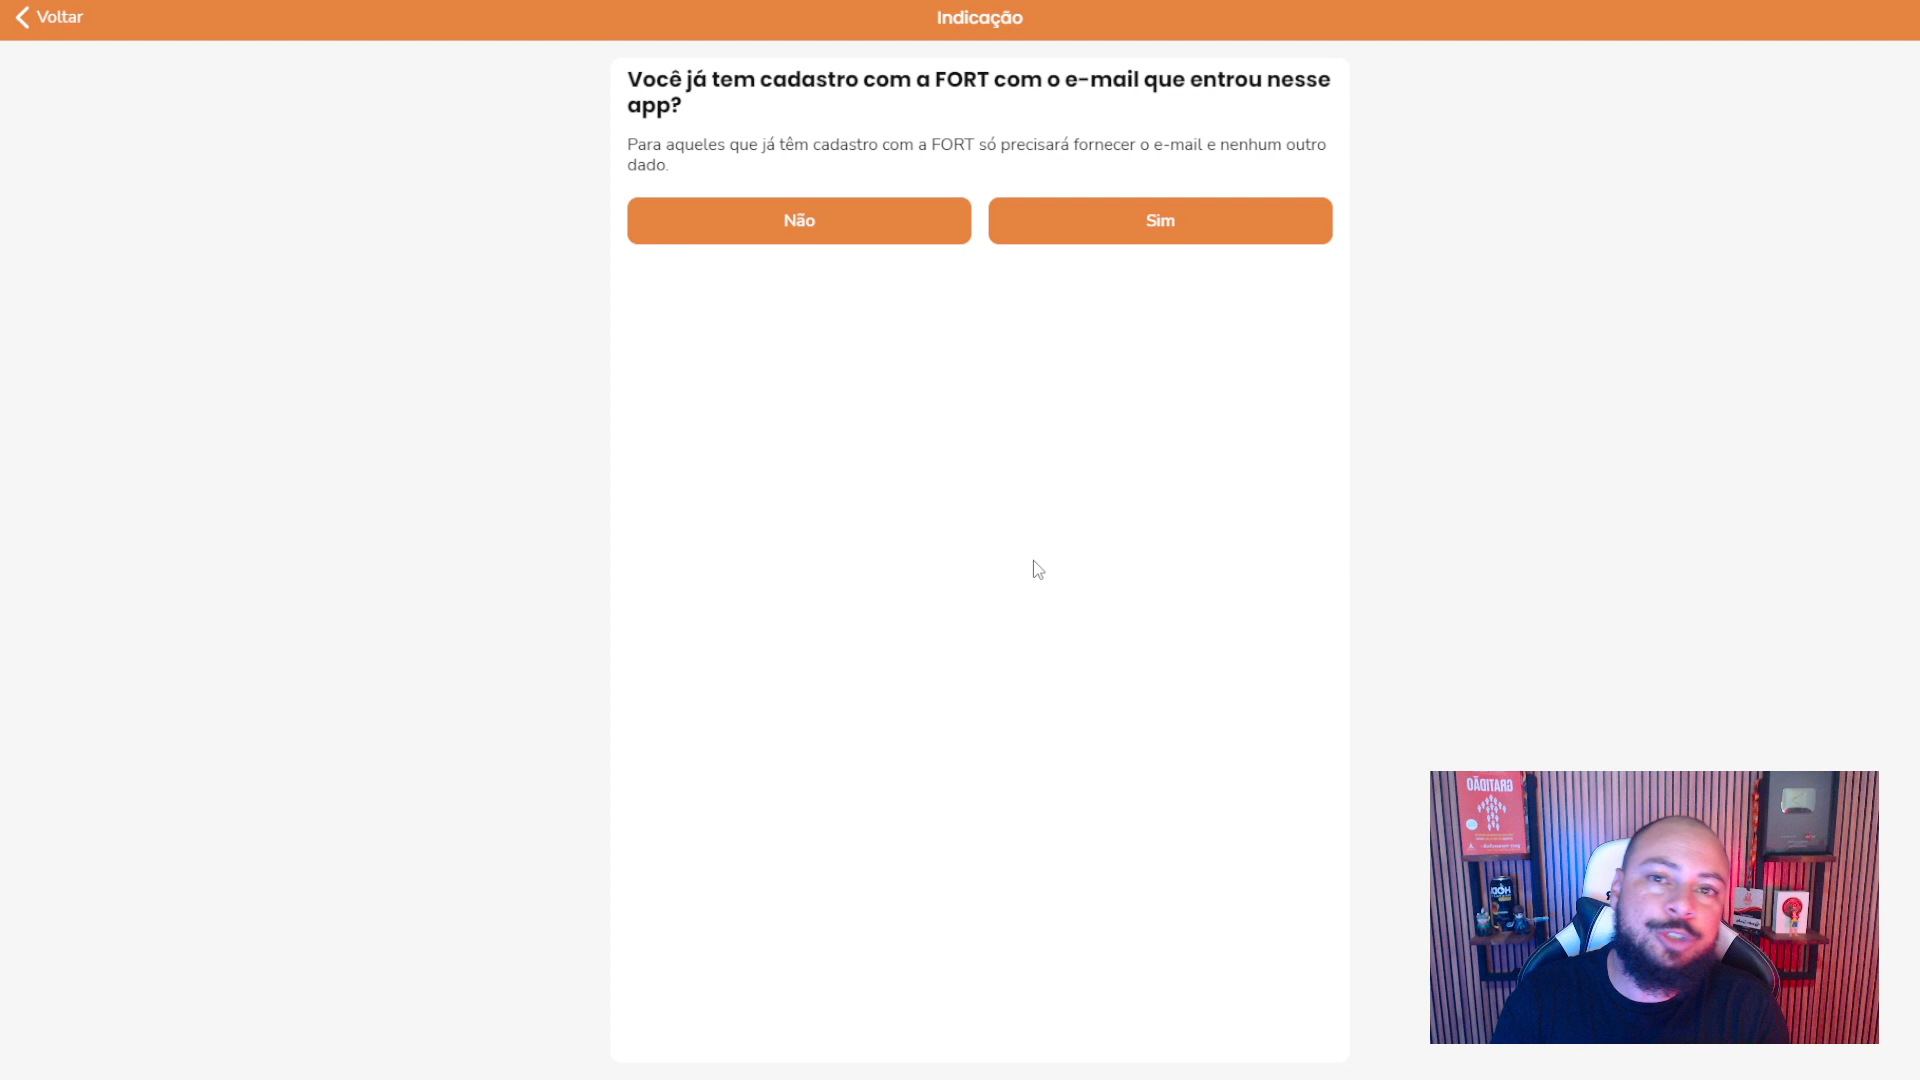 Voltar
Indicação
Você já tem cadastro com a FORT com o e-mail que entrou nesse
app?
Para aqueles que já têm cadastro com a FORT só precisará fornecer o e-mail e nenhum outro
dado.
Não
Sim
GRATIDÃO